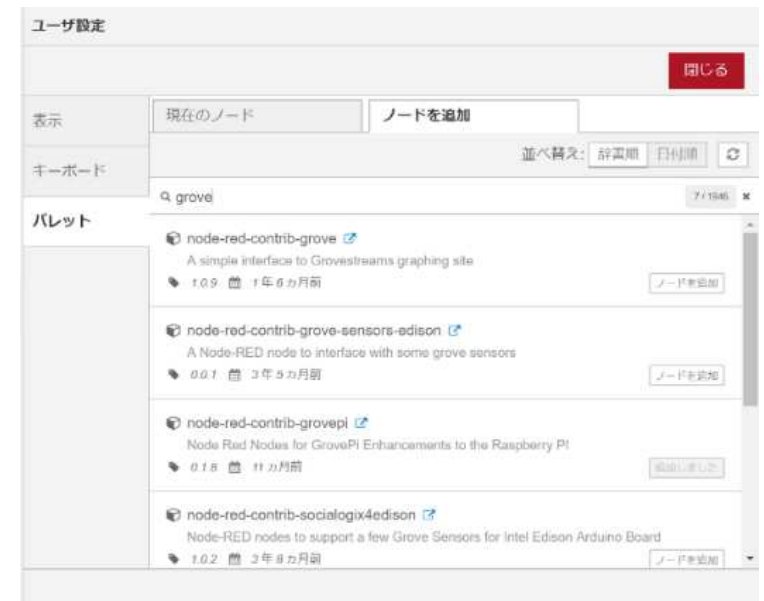 ユーザ設定
閉じる
表示
キーボード
パレット
現在のノード
ノードを追加
並べ替え: 辞書順 日付順
grove
7 / 1946
node-red-contrib-grove
A simple interface to Grovestreams graphing site
1.0.9 1年6ヵ月前
ノードを追加
node-red-contrib-grove-sensors-edison
A Node-RED node to interface with some grove sensors
0.0.1 3年5ヵ月前
ノードを追加
node-red-contrib-grovepi
Node Red Nodes for GrovePi Enhancements to the Raspberry PI
11ヵ月前
追加しました
node-red-contrib-socialogix4edison
Node-RED nodes to support a few Grove Sensors for Intel Edison Arduino Board
1.0.2
ノードを追加